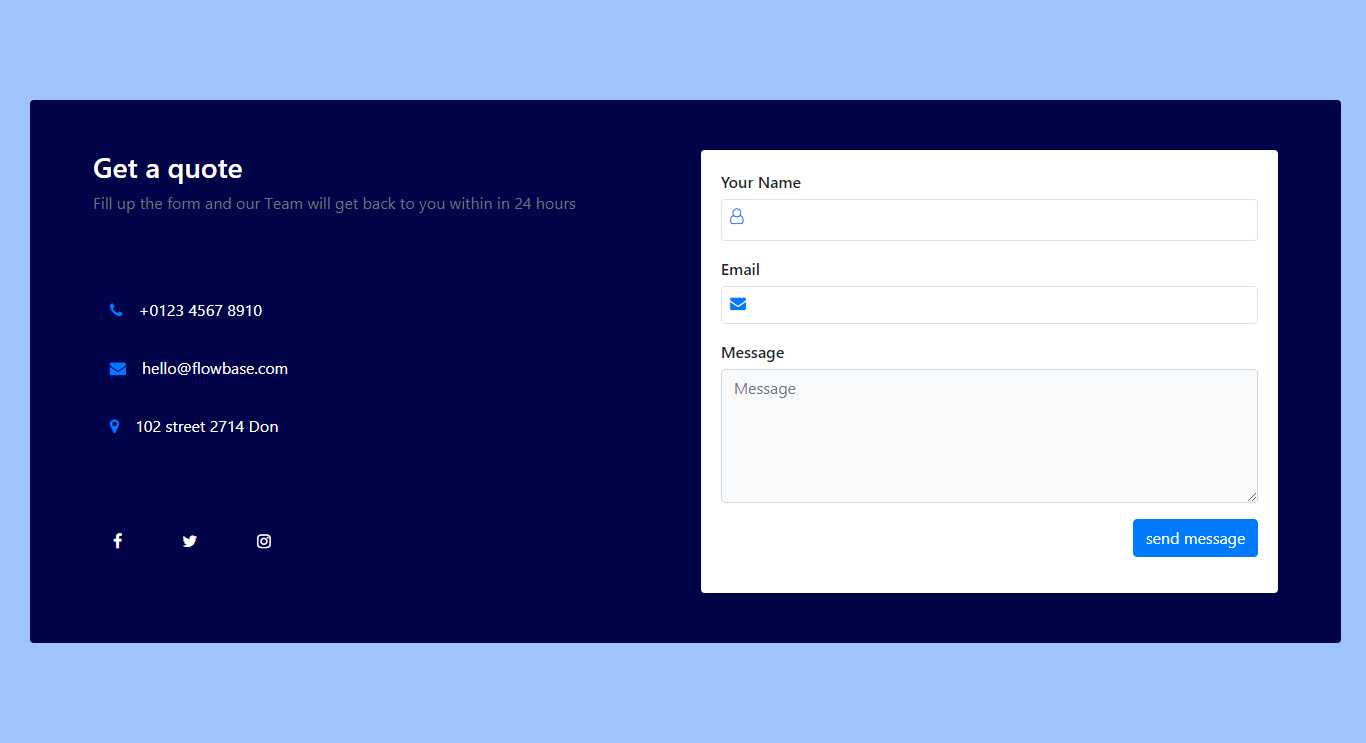 Get a quote
Fill up the form and our Team will get back to you within in 24 hours
+0123 4567 8910
hello@flowbase.com
102 street 2714 Don
Your Name
Email
Message
Message
send message